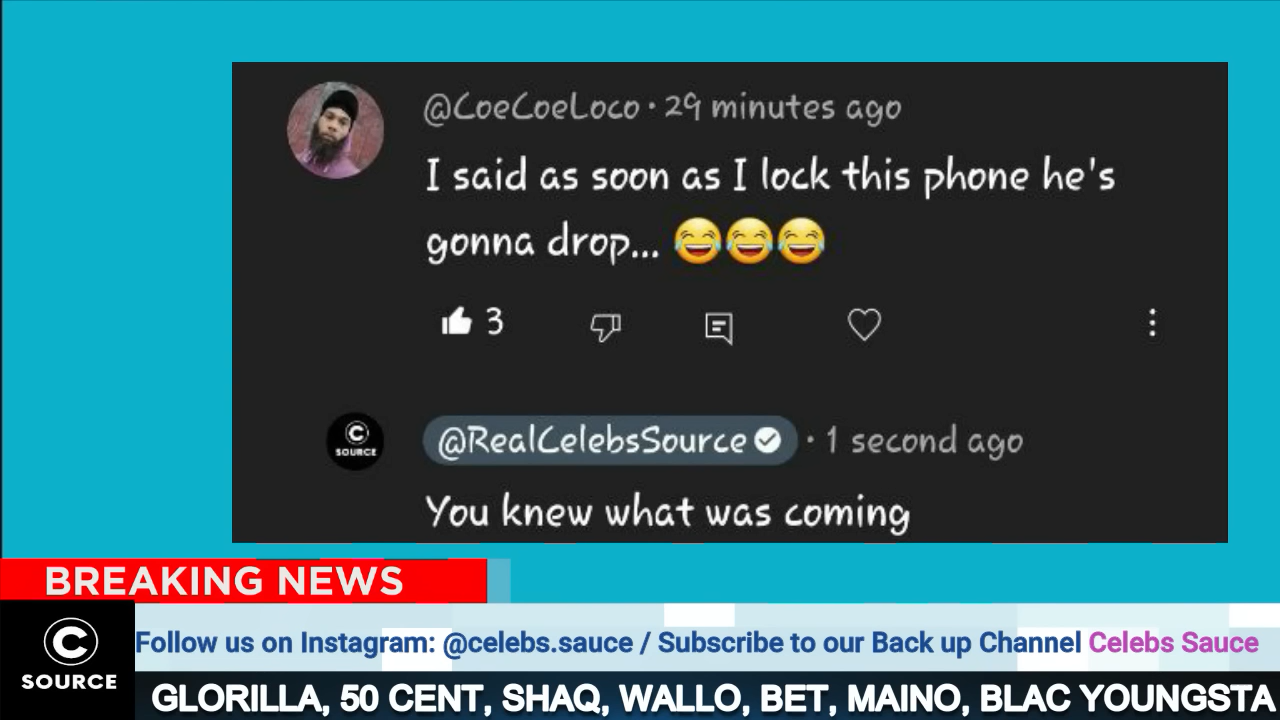 @CoeCoeLoco · 29 minutes ago
I said as soon as I lock this phone he's
gonna drop... 😂😂😂
3
C
SOURCE
@RealCelebsSource · 1 second ago
You knew what was coming
BREAKING NEWS
C
SOURCE
Follow us on Instagram: @celebs.sauce / Subscribe to our Back up Channel Celebs Sauce
GLORILLA, 50 CENT, SHAQ, WALLO, BET, MAINO, BLAC YOUNGSTA